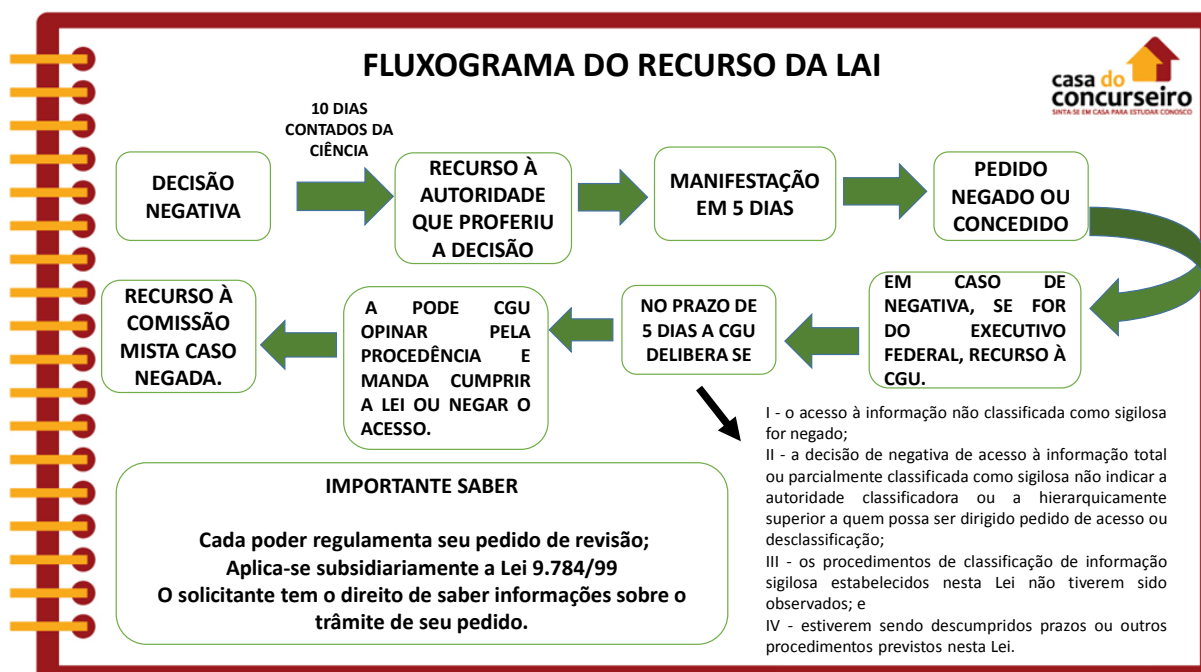 FLUXOGRAMA DO RECURSO DA LAI
casa do
concurseiro
SINTA-SE EM CASA PARA ESTUDAR CONOSCO
10 DIAS
CONTADOS DA
CIÊNCIA
DECISÃO
NEGATIVA
RECURSO À
AUTORIDADE
QUE PROFERIU
A DECISÃO
MANIFESTAÇÃO
EM 5 DIAS
PEDIDO
NEGADO OU
CONCEDIDO
EM CASO DE
NEGATIVA, SE FOR
DO EXECUTIVO
FEDERAL, RECURSO À
CGU.
NO PRAZO DE
5 DIAS A CGU
DELIBERA SE
A PODE CGU
OPINAR PELA
PROCEDÊNCIA E
MANDA CUMPRIR
A LEI OU NEGAR O
ACESSO.
RECURSO À
COMISSÃO
MISTA CASO
NEGADA.
I - o acesso à informação não classificada como sigilosa
for negado;
II - a decisão de negativa de acesso à informação total
ou parcialmente classificada como sigilosa não indicar a
autoridade classificadora ou a hierarquicamente
superior a quem possa ser dirigido pedido de acesso ou
desclassificação;
III - os procedimentos de classificação de informação
sigilosa estabelecidos nesta Lei não tiverem sido
observados; e
IV - estiverem sendo descumpridos prazos ou outros
procedimentos previstos nesta Lei.
IMPORTANTE SABER
Cada poder regulamenta seu pedido de revisão;
Aplica-se subsidiariamente a Lei 9.784/99
O solicitante tem o direito de saber informações sobre o
trâmite de seu pedido.